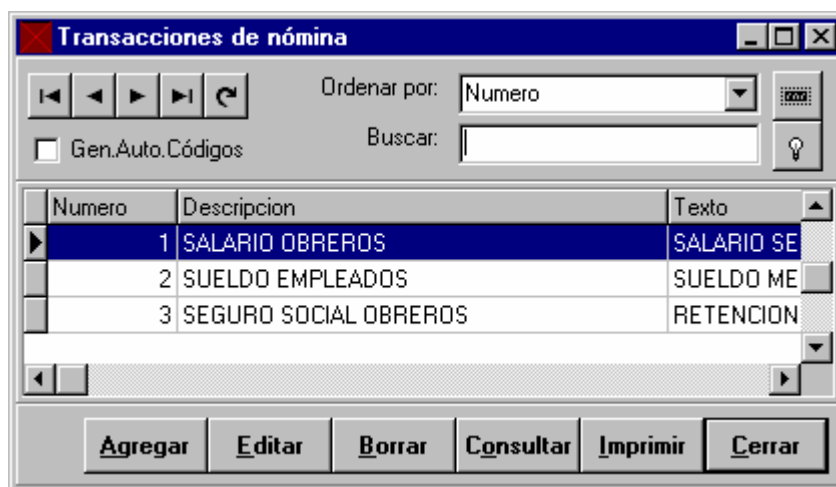 Transacciones de nómina
Ordenar por: Numero
Gen.Auto.Códigos
Buscar:
Numero Descripcion Texto
1 SALARIO OBREROS SALARIO SE
2 SUELDO EMPLEADOS SUELDO ME
3 SEGURO SOCIAL OBREROS RETENCION
Agregar Editar Borrar Consultar Imprimir Cerrar